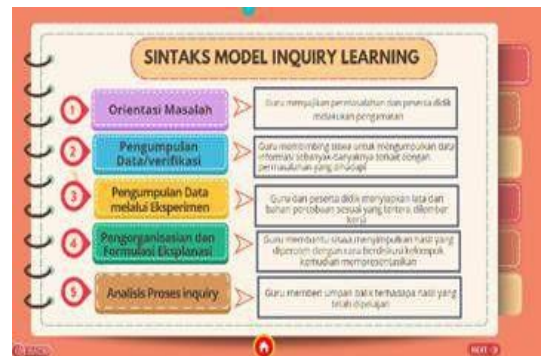 SINTAKS MODEL INQUIRY LEARNING
1
Orientasi Masalah
Guru menyajikan permasalahan dan peserta didik
melakukan pengamatan
2
Pengumpulan
Data/verifikasi
Guru membimbing siswa untuk mengumpulkan data
informasi sebanyak-banyaknya terkait dengan
permasalahan yang dihadapi
3
Pengumpulan Data
melalui Eksperimen
Guru dan peserta didik menyiapkan
bahan percobaan sesuai yang tertera dilembar
kerja
4
Pengorganisasian dan
Formulasi Eksplanasi
Guru membantu siswa menyimpulkan hasil yang
diperoleh dengan cara berdiskusi kelompok
kemudian mempresentasikan
5
Analisis Proses inquiry
Guru memberi umpan balik terhadap hasil yang
telah dipelajari
NEXT